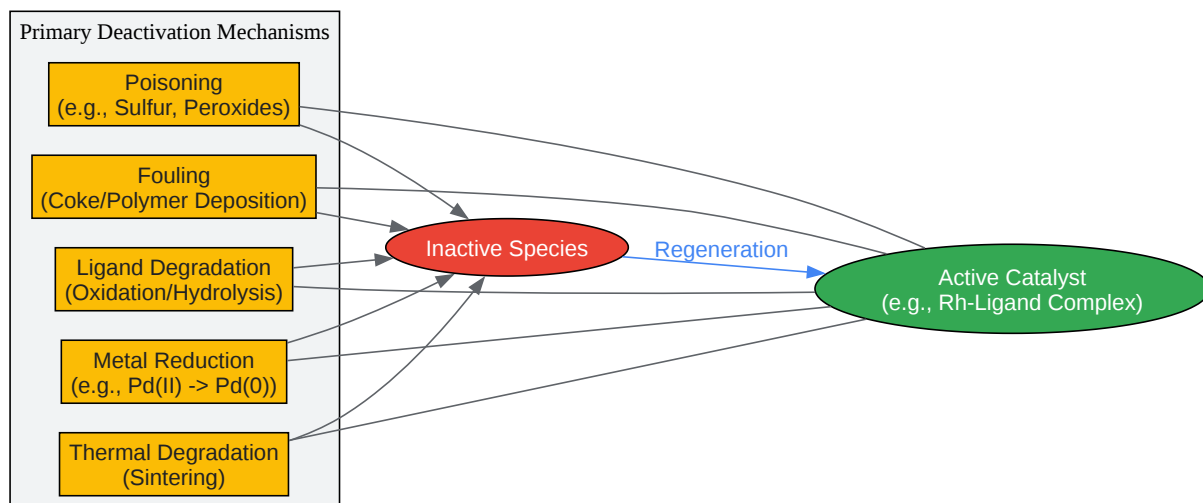 Primary Deactivation Mechanisms
Poisoning
(e.g., Sulfur, Peroxides)
Fouling
(Coke/Polymer Deposition)
Ligand Degradation
(Oxidation/Hydrolysis)
Metal Reduction
(e.g., Pd(II) -> Pd(0))
Thermal Degradation
(Sintering)
Inactive Species
Regeneration
Active Catalyst
(e.g., Rh-Ligand Complex)